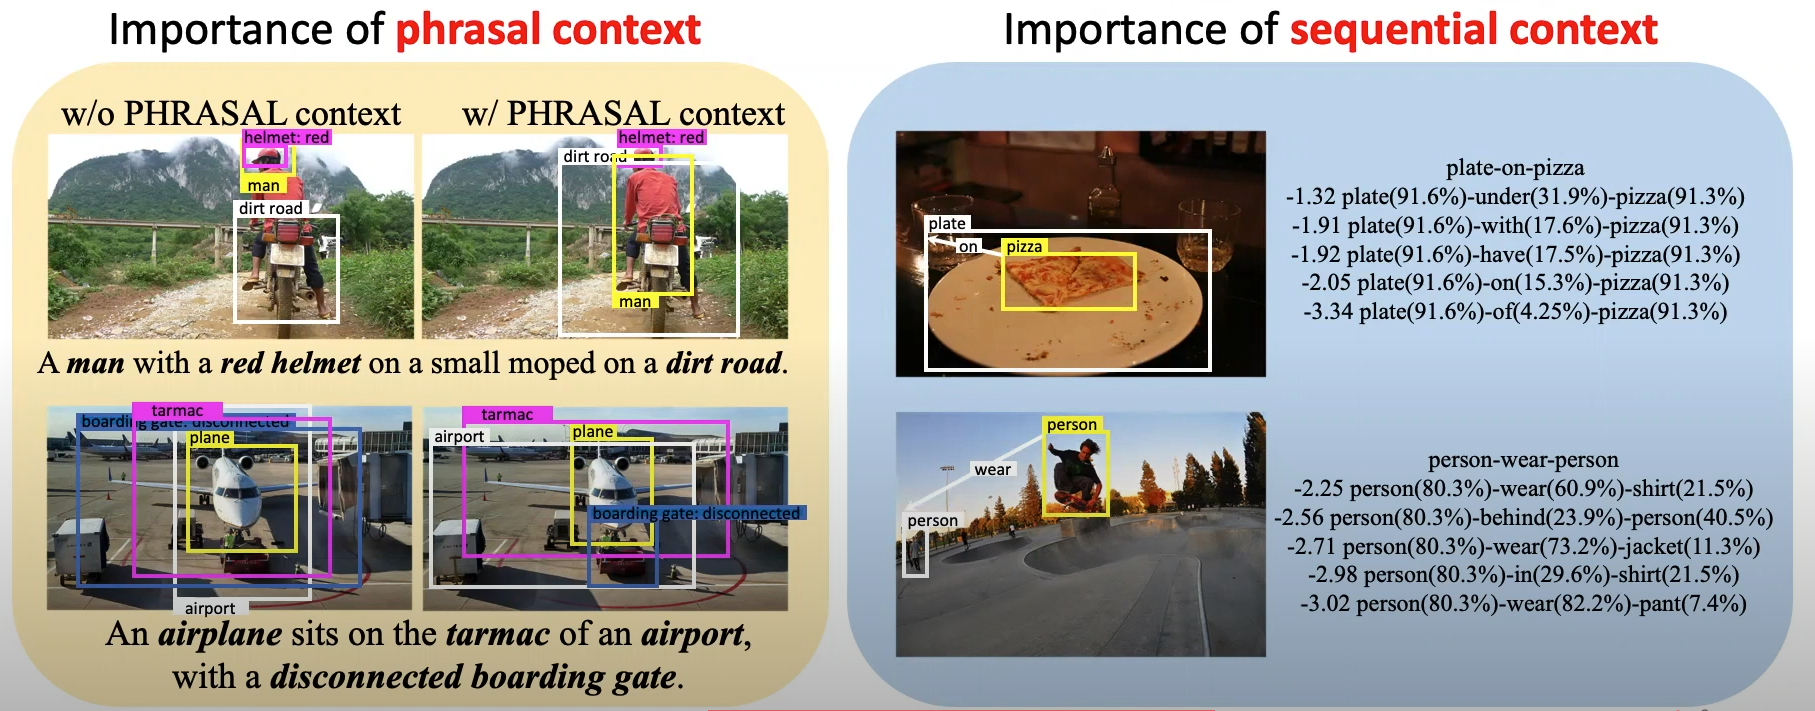 Importance of phrasal context
w/o PHRASAL context
w/ PHRASAL context
helmet: red
man
dirt road
helmet: red
dirt road
man
A man with a red helmet on a small moped on a dirt road.
tarmac
boarding gate: disconnected
plane
airport
tarmac
airport
plane
boarding gate: disconnected
An airplane sits on the tarmac of an airport,
with a disconnected boarding gate.
Importance of sequential context
plate
on
pizza
plate-on-pizza
-1.32 plate(91.6%)-under(31.9%)-pizza(91.3%)
-1.91 plate(91.6%)-with(17.6%)-pizza(91.3%)
-1.92 plate(91.6%)-have(17.5%)-pizza(91.3%)
-2.05 plate(91.6%)-on(15.3%)-pizza(91.3%)
-3.34 plate(91.6%)-of(4.25%)-pizza(91.3%)
person
wear
person
person-wear-person
-2.25 person(80.3%)-wear(60.9%)-shirt(21.5%)
-2.56 person(80.3%)-behind(23.9%)-person(40.5%)
-2.71 person(80.3%)-wear(73.2%)-jacket(11.3%)
-2.98 person(80.3%)-in(29.6%)-shirt(21.5%)
-3.02 person(80.3%)-wear(82.2%)-pant(7.4%)